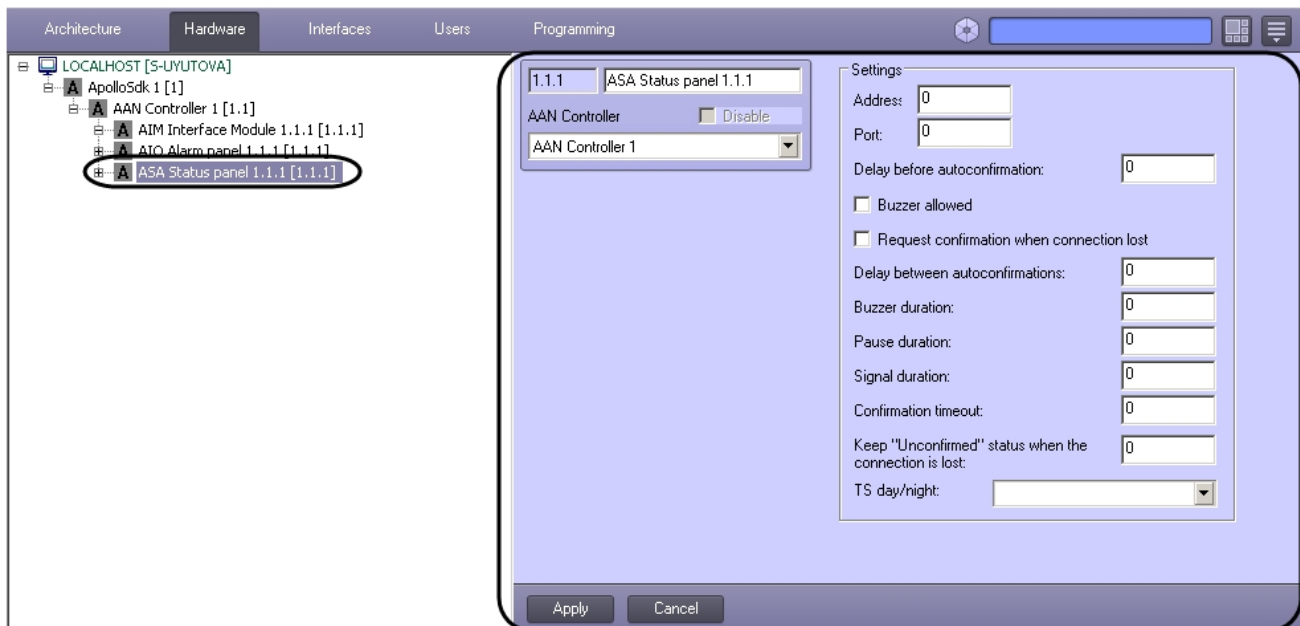 Architecture Hardware Interfaces Users Programming
LOCALHOST [S-UYUTOVA]
A ApolloSdk 1 [1]
A AAN Controller 1 [1.1]
A AIM Interface Module 1.1.1 [1.1.1]
A AIO Alarm panel 1.1.1 [1.1.1]
A ASA Status panel 1.1.1 [1.1.1]
1.1.1 ASA Status panel 1.1.1
AAN Controller Disable
AAN Controller 1
Settings
Address: 0
Port: 0
Delay before autoconfirmation: 0
Buzzer allowed
Request confirmation when connection lost
Delay between autoconfirmations: 0
Buzzer duration: 0
Pause duration: 0
Signal duration: 0
Confirmation timeout: 0
Keep "Unconfirmed" status when the 0
connection is lost:
TS day/night:
Apply Cancel